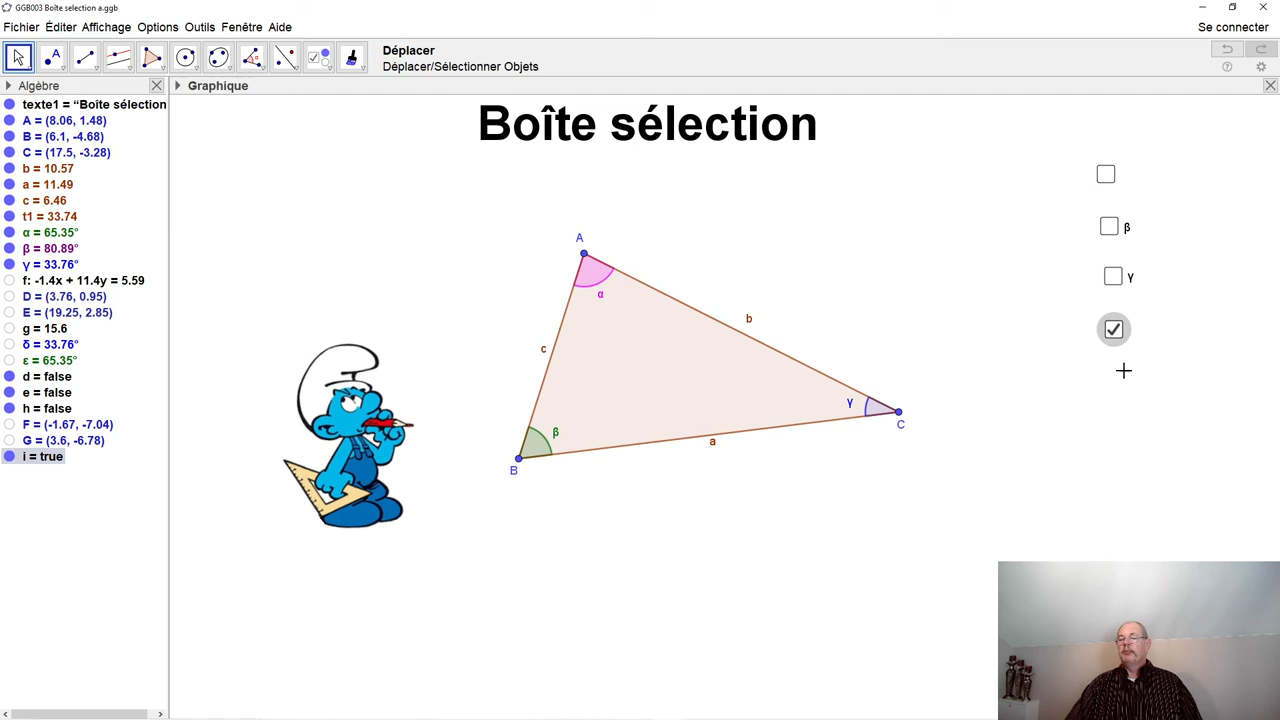 GGB003 Boîte sélection a.ggb
Fichier Éditer Affichage Options Outils Fenêtre Aide
Se connecter
Déplacer
Déplacer/Sélectionner Objets
Algèbre
Graphique
texte1 = “Boîte sélection
A = (8.06, 1.48)
B = (6.1, -4.68)
C = (17.5, -3.28)
b = 10.57
a = 11.49
c = 6.46
t1 = 33.74
α = 65.35°
β = 80.89°
γ = 33.76°
f: -1.4x + 11.4y = 5.59
D = (3.76, 0.95)
E = (19.25, 2.85)
g = 15.6
δ = 33.76°
ε = 65.35°
d = false
e = false
h = false
F = (-1.67, -7.04)
G = (3.6, -6.78)
i = true
Boîte sélection
β
γ
A
α
b
c
γ
β
a
C
B